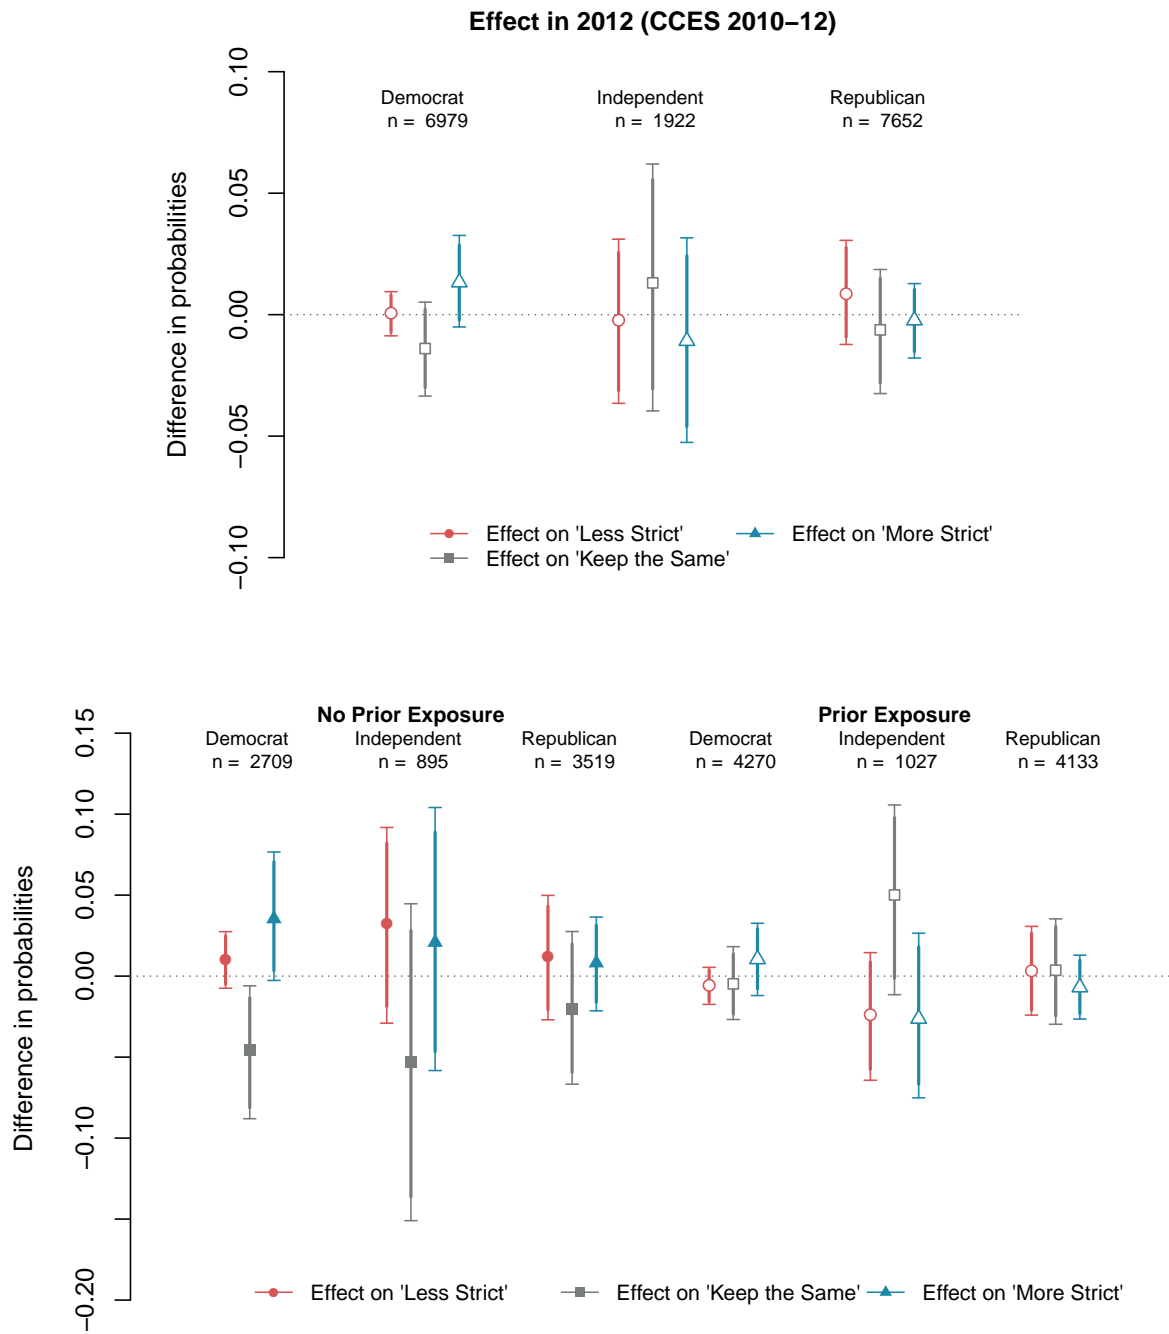 Effect in 2012 (CCES 2010−12)
Democrat Independent Republican
n = 6979 n = 1922 n = 7652
Difference in probabilities
0.10
0.05
0.00
−0.05
−0.10
Effect on 'Less Strict' Effect on 'More Strict'
Effect on 'Keep the Same'
No Prior Exposure Prior Exposure
Democrat Independent Republican Democrat Independent Republican
n = 2709 n = 895 n = 3519 n = 4270 n = 1027 n = 4133
Difference in probabilities
0.15
0.10
0.05
0.00
−0.10
−0.20
Effect on 'Less Strict' Effect on 'Keep the Same' Effect on 'More Strict'